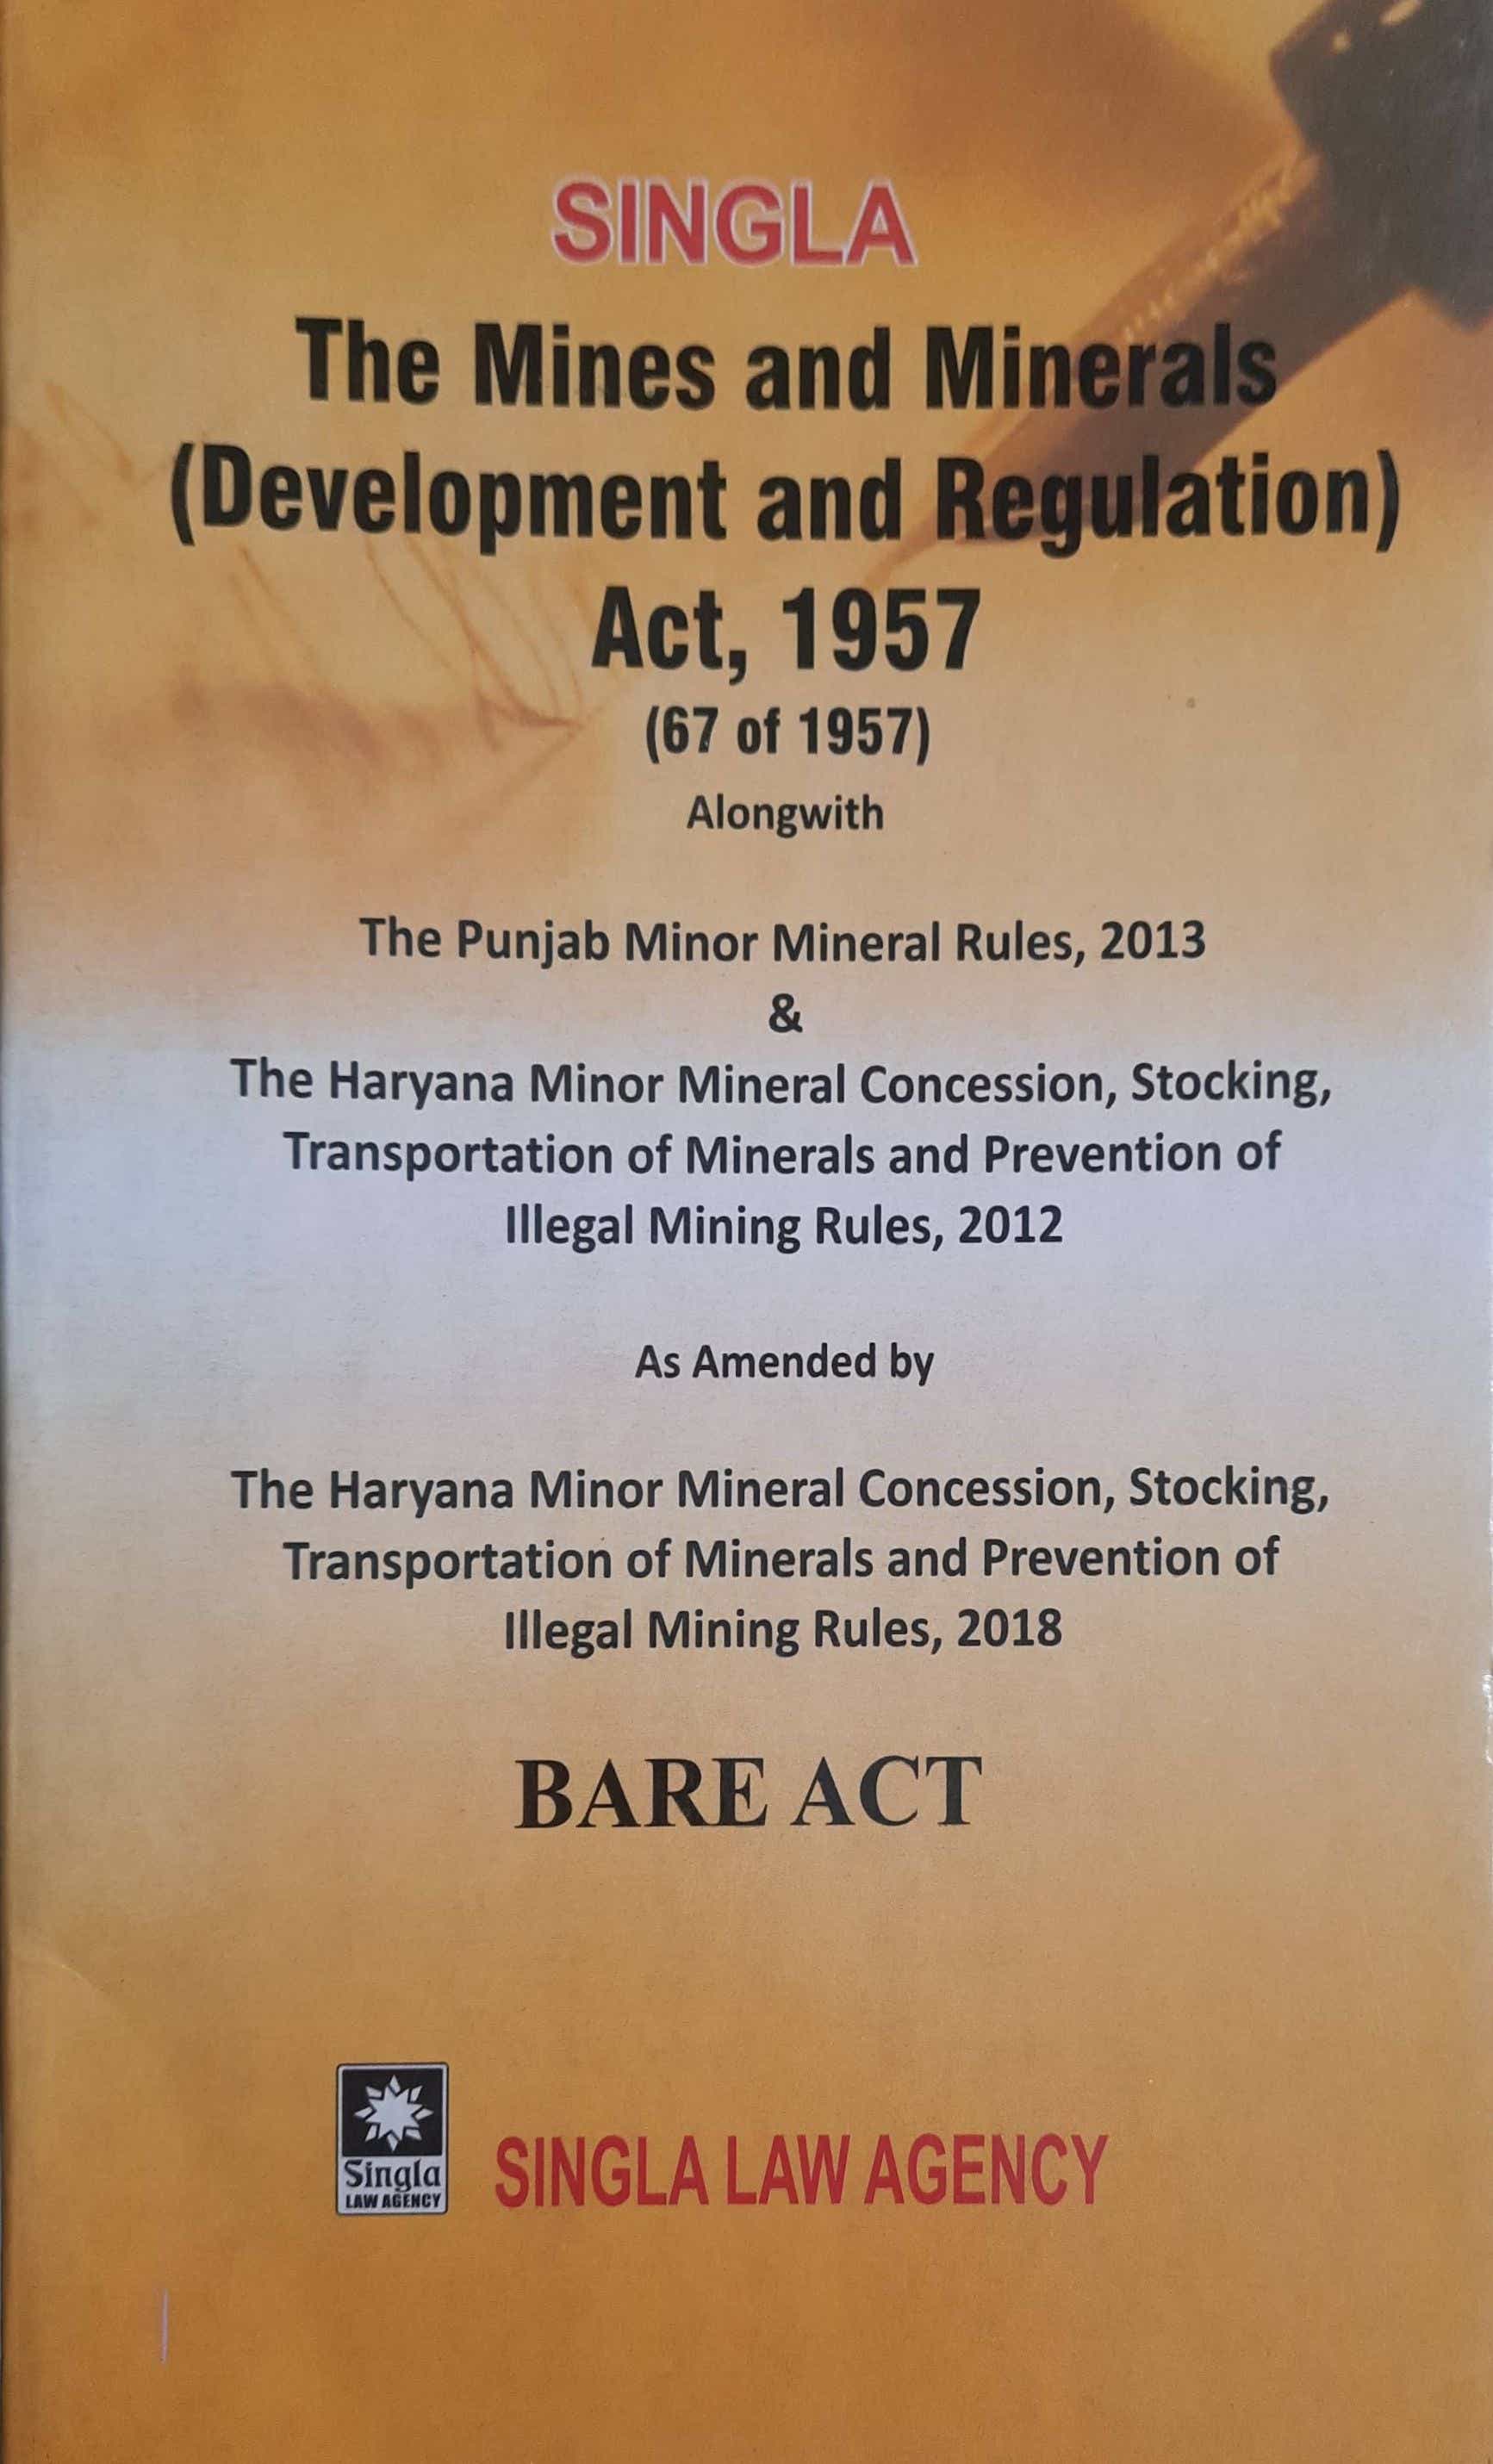 SINGLA
The Mines and Minerals
(Development and Regulation)
Act, 1957
(67 of 1957)
Alongwith
The Punjab Minor Mineral Rules, 2013
&
The Haryana Minor Mineral Concession, Stocking,
Transportation of Minerals and Prevention of
Illegal Mining Rules, 2012
As Amended by
The Haryana Minor Mineral Concession, Stocking,
Transportation of Minerals and Prevention of
Illegal Mining Rules, 2018
BARE ACT
Singla
LAW AGENCY
SINGLA LAW AGENCY